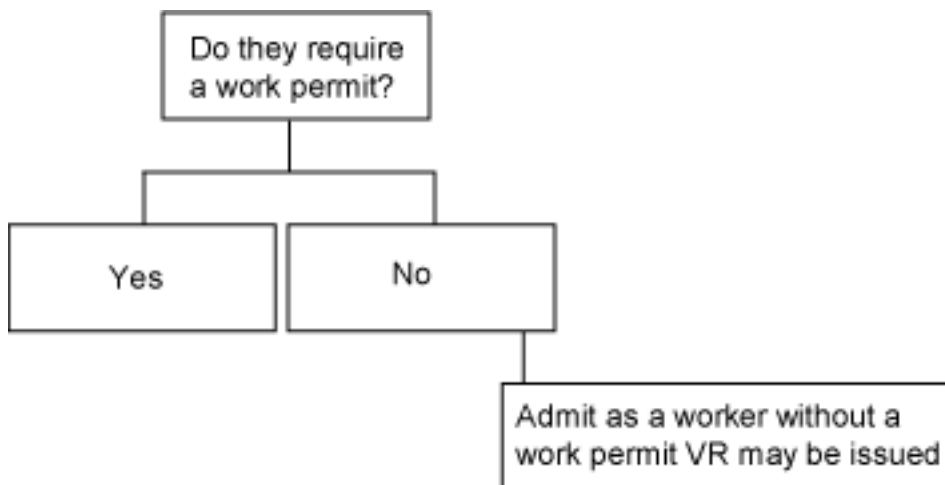 Do they require
a work permit?
Yes
No
Admit as a worker without a
work permit VR may be issued